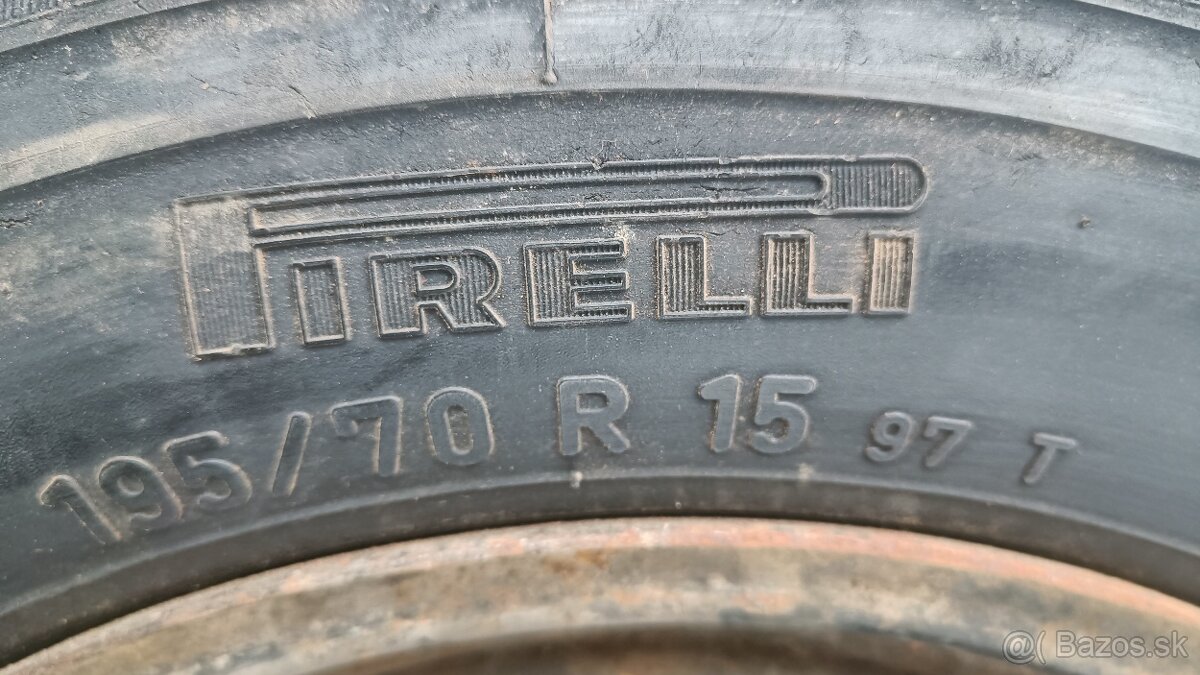 PIRELLI
195/70 R 15 97 T
@( Bazos.sk